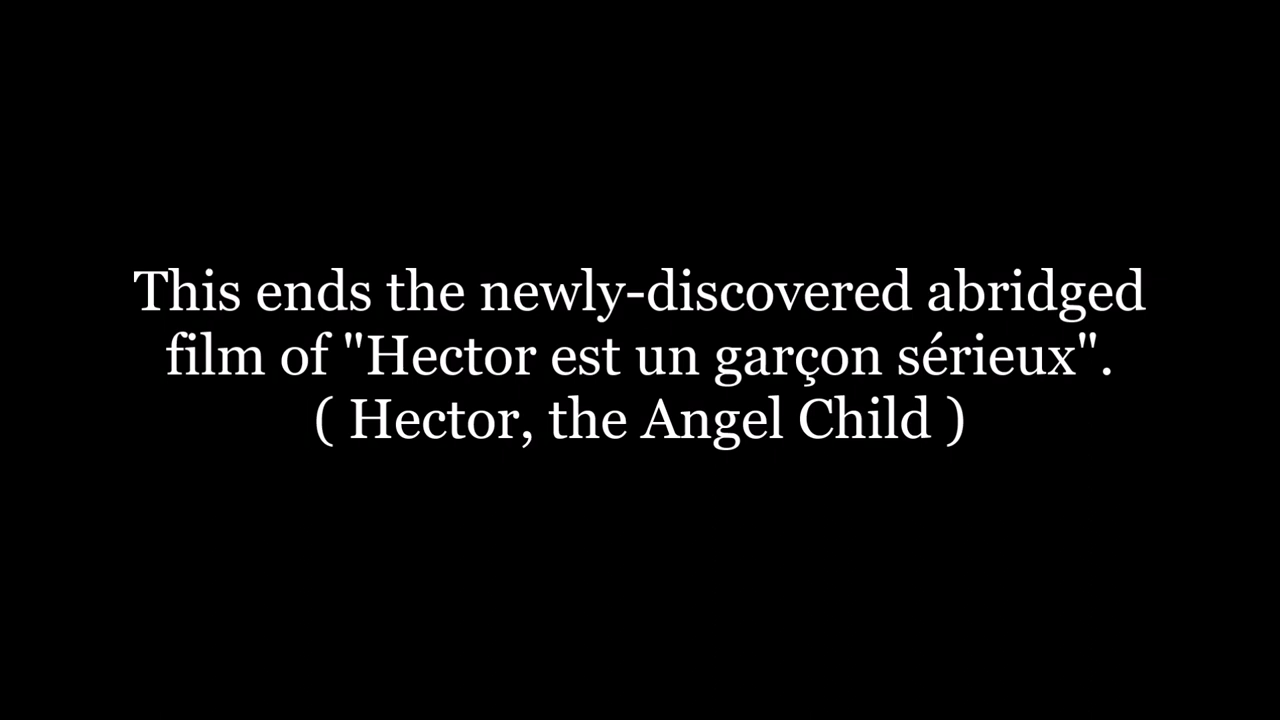 This ends the newly-discovered abridged
film of "Hector est un garçon sérieux".
( Hector, the Angel Child )